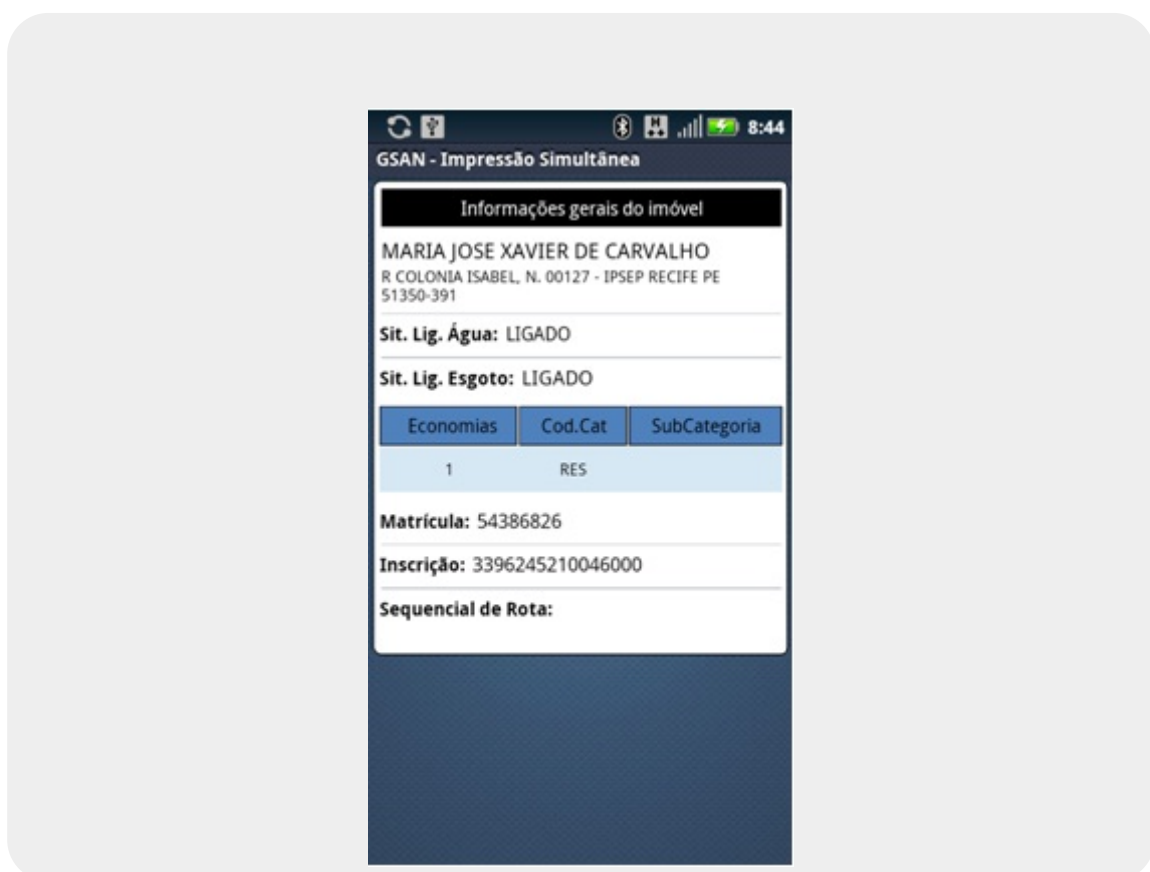 8:44
GSAN - Impressão Simultânea
Informações gerais do imóvel
MARIA JOSE XAVIER DE CARVALHO
R COLONIA ISABEL, N. 00127 - IPSEP RECIFE PE
51350-391
Sit. Lig. Água: LIGADO
Sit. Lig. Esgoto: LIGADO
Economias Cod.Cat SubCategoria
1 RES
Matrícula: 54386826
Inscrição: 3396245210046000
Sequencial de Rota: